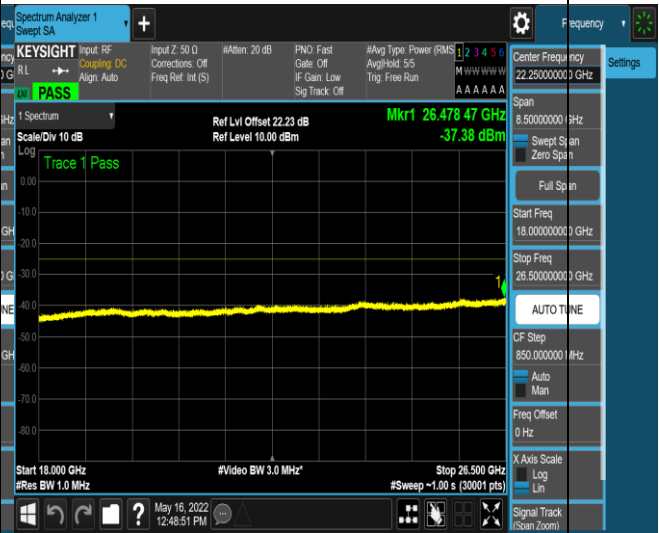 Spectrum Analyzer 1
Swept SA
+
Frequency
KEYSIGHT
RL
LXI PASS
Input: RF
Coupling: DC
Align: Auto
Input Z: 50 Ω
Corrections: Off
Freq Ref: Int (S)
#Atten: 20 dB
PNO: Fast
Gate: Off
IF Gain: Low
Sig Track: Off
#Avg Type: Power (RMS
Avg|Hold: 5/5
Trig: Free Run
1 2 3 4 5 6
M W W W W W
A A A A A A
1 Spectrum
Scale/Div 10 dB
Log
Ref Lvl Offset 22.23 dB
Ref Level 10.00 dBm
Mkr1 26.478 47 GHz
-37.38 dBm
Trace 1 Pass
0.00
-10.0
-20.0
-30.0
-40.0
-50.0
-60.0
-70.0
-80.0
1
Start 18.000 GHz
#Res BW 1.0 MHz
#Video BW 3.0 MHz*
Stop 26.500 GHz
#Sweep ~1.00 s (30001 pts)
?
May 16, 2022
12:48:51 PM
Center Frequency
22.25000000 GHz
Settings
Span
8.50000000 GHz
Swept Span
Zero Span
Full Span
Start Freq
18.000000000 GHz
Stop Freq
26.500000000 GHz
AUTO TUNE
CF Step
850.000000 MHz
Auto
Man
Freq Offset
0 Hz
X Axis Scale
Log
Lin
Signal Track
(Span Zoom)